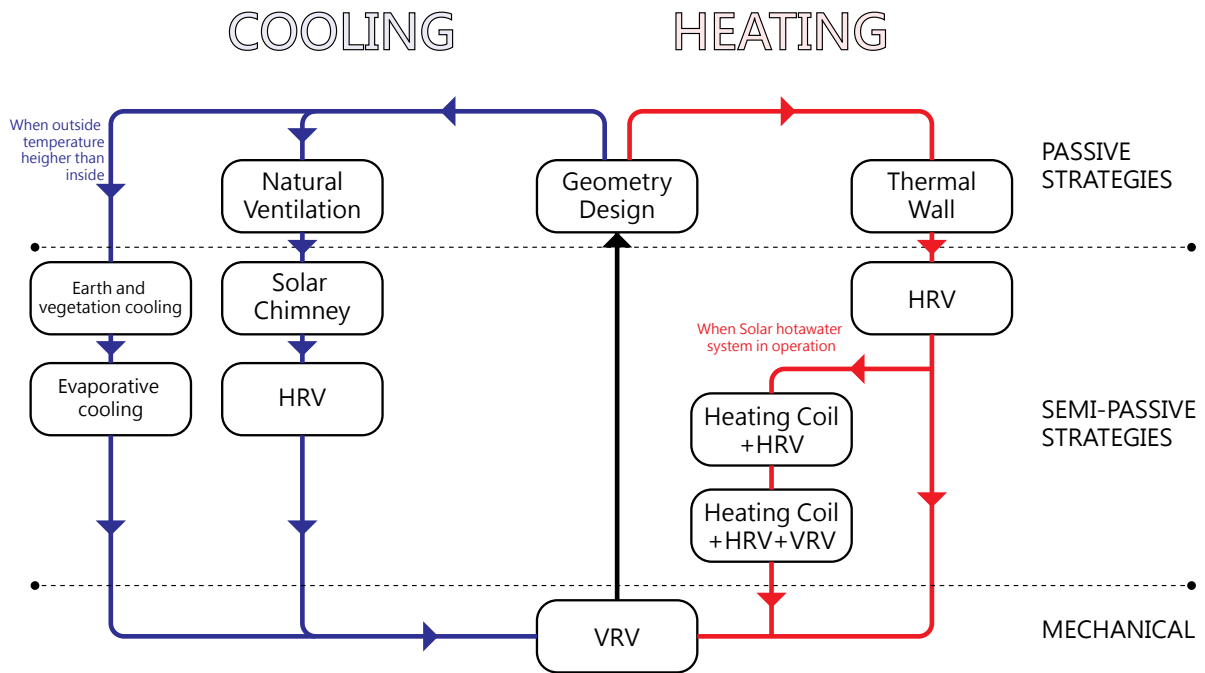 COOLING
HEATING
When outside
temperature
heigher than
inside
Natural
Ventilation
Geometry
Design
Thermal
Wall
PASSIVE
STRATEGIES
Earth and
vegetation cooling
Solar
Chimney
HRV
When Solar hotawater
system in operation
Evaporative
cooling
HRV
Heating Coil
+HRV
SEMI-PASSIVE
STRATEGIES
Heating Coil
+HRV+VRV
VRV
MECHANICAL